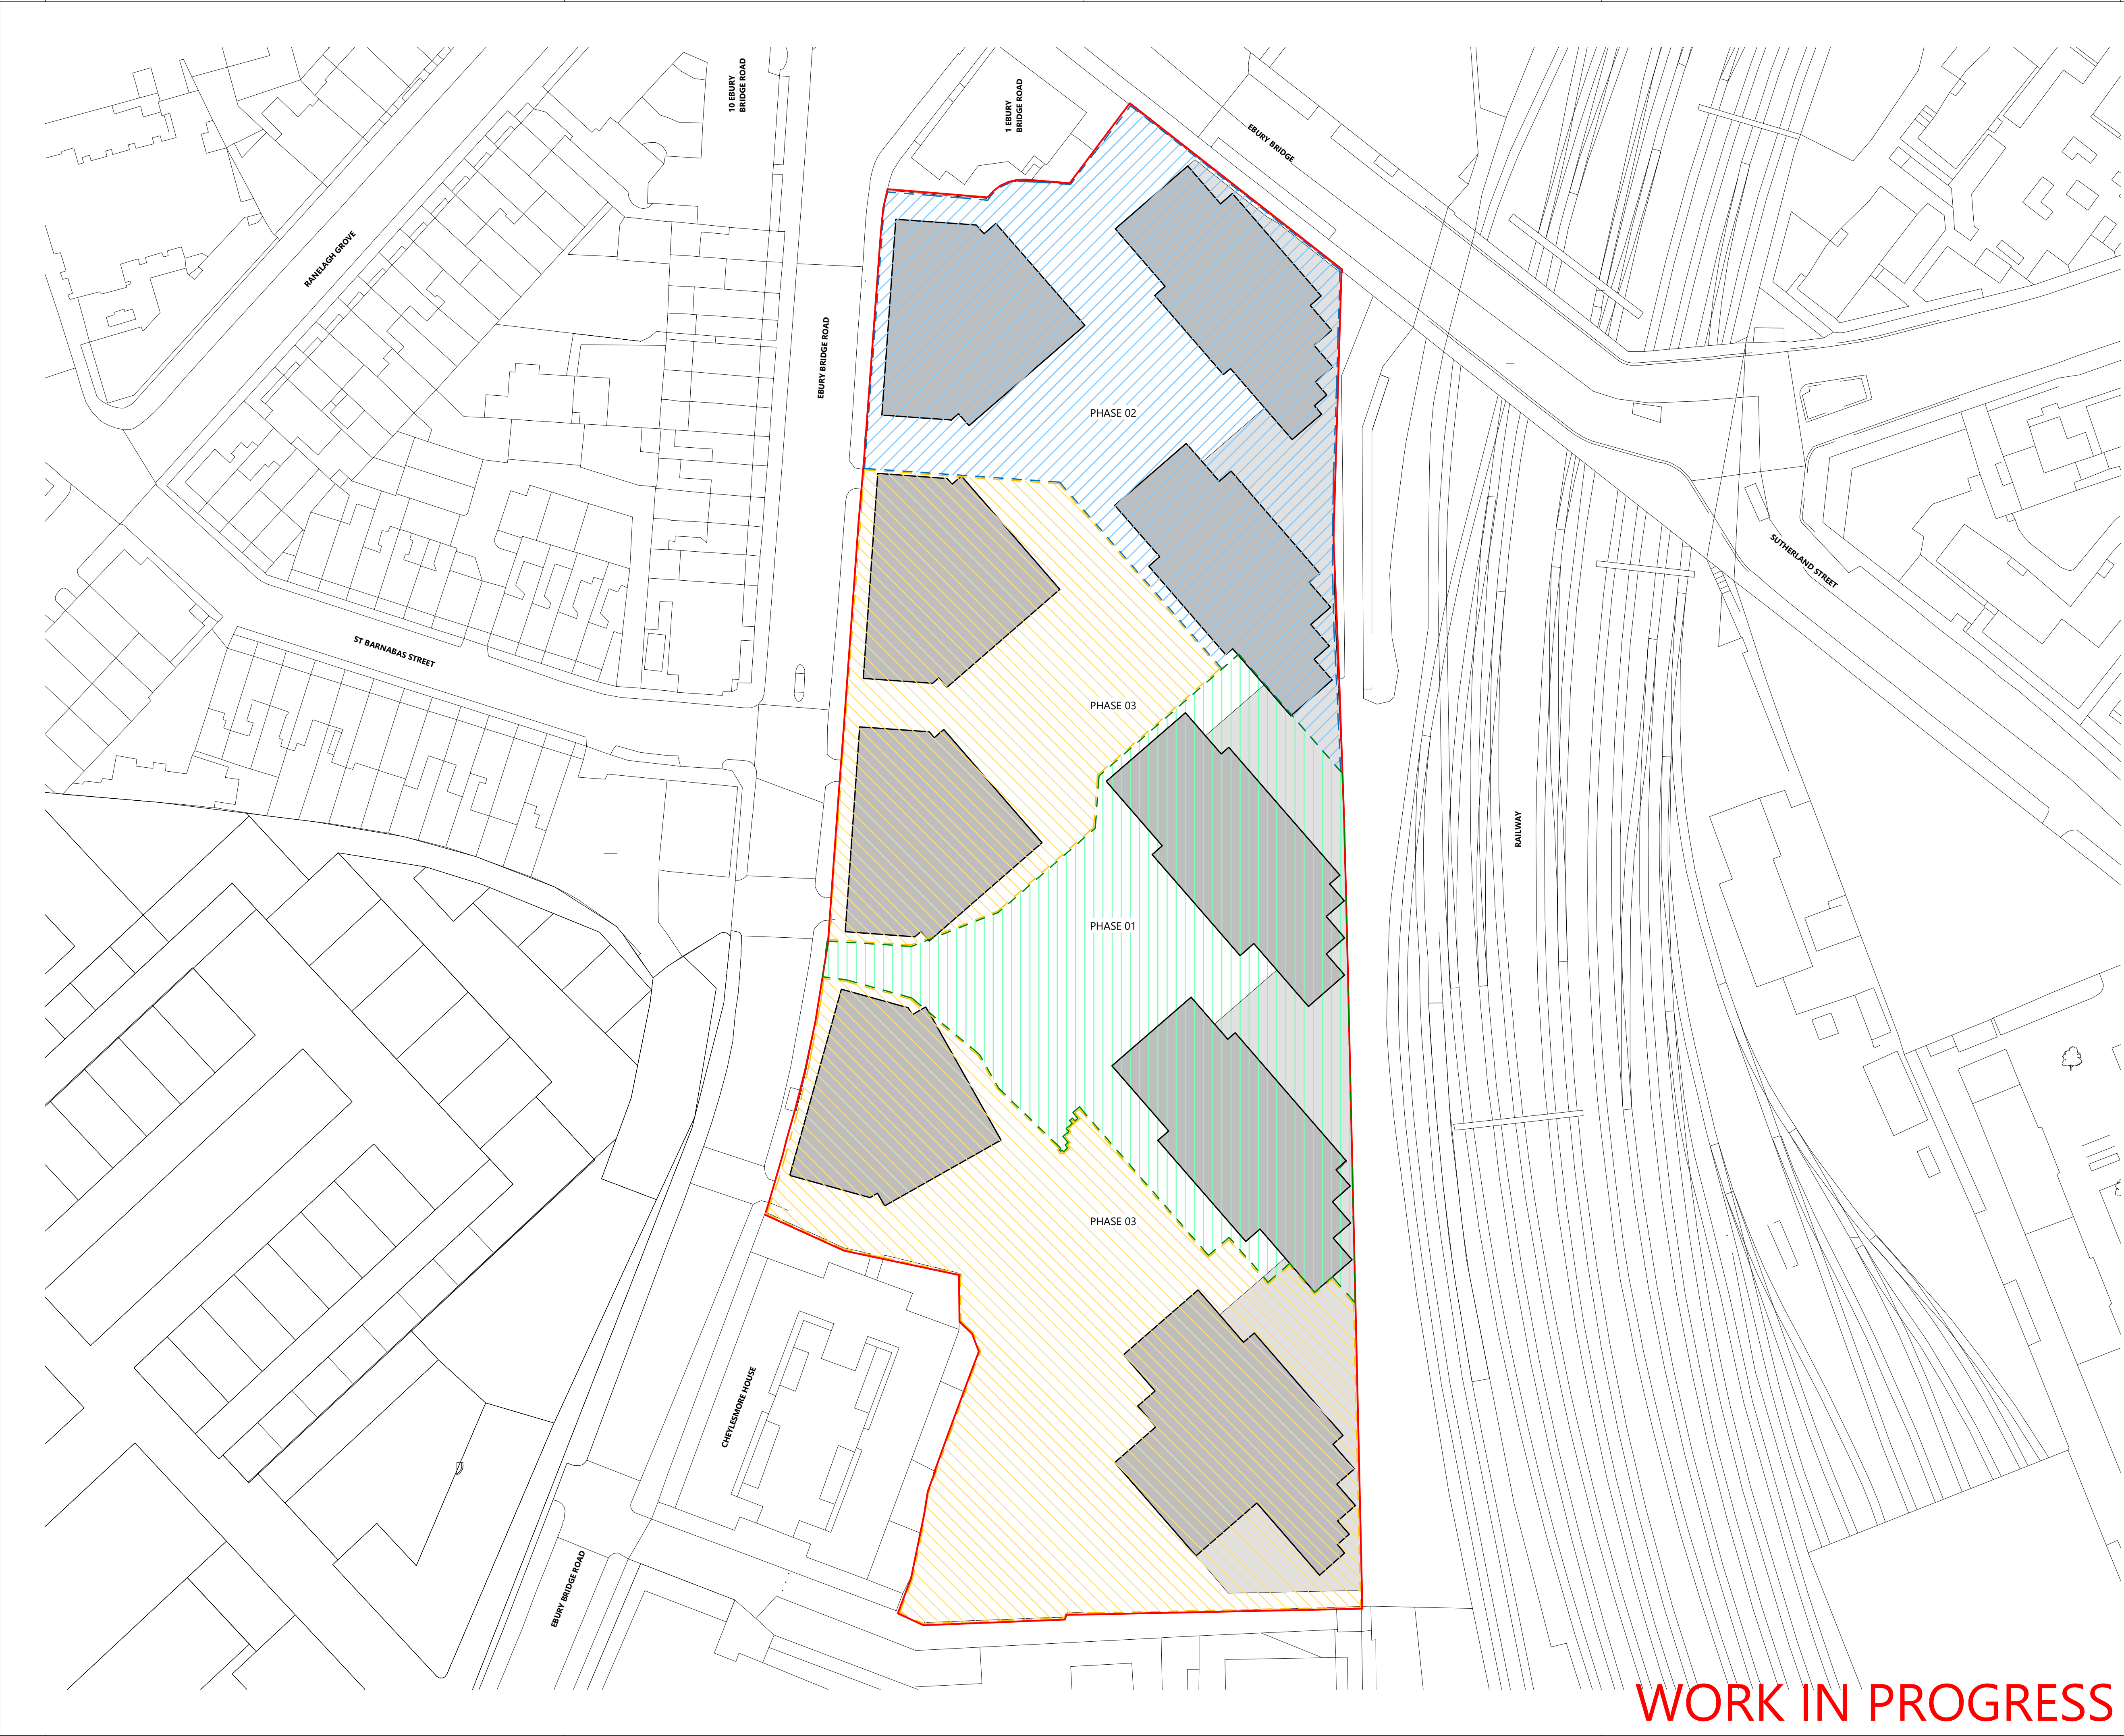 10 EBURY
BRIDGE ROAD
1 EBURY
BRIDGE ROAD
EBURY BRIDGE
RANELAGH GROVE
EBURY BRIDGE ROAD
PHASE 02
SUTHERLAND STREET
ST BARNABAS STREET
PHASE 03
RAILWAY
PHASE 01
PHASE 03
CHEYLESMORE HOUSE
EBURY BRIDGE ROAD
WORK IN PROGRESS